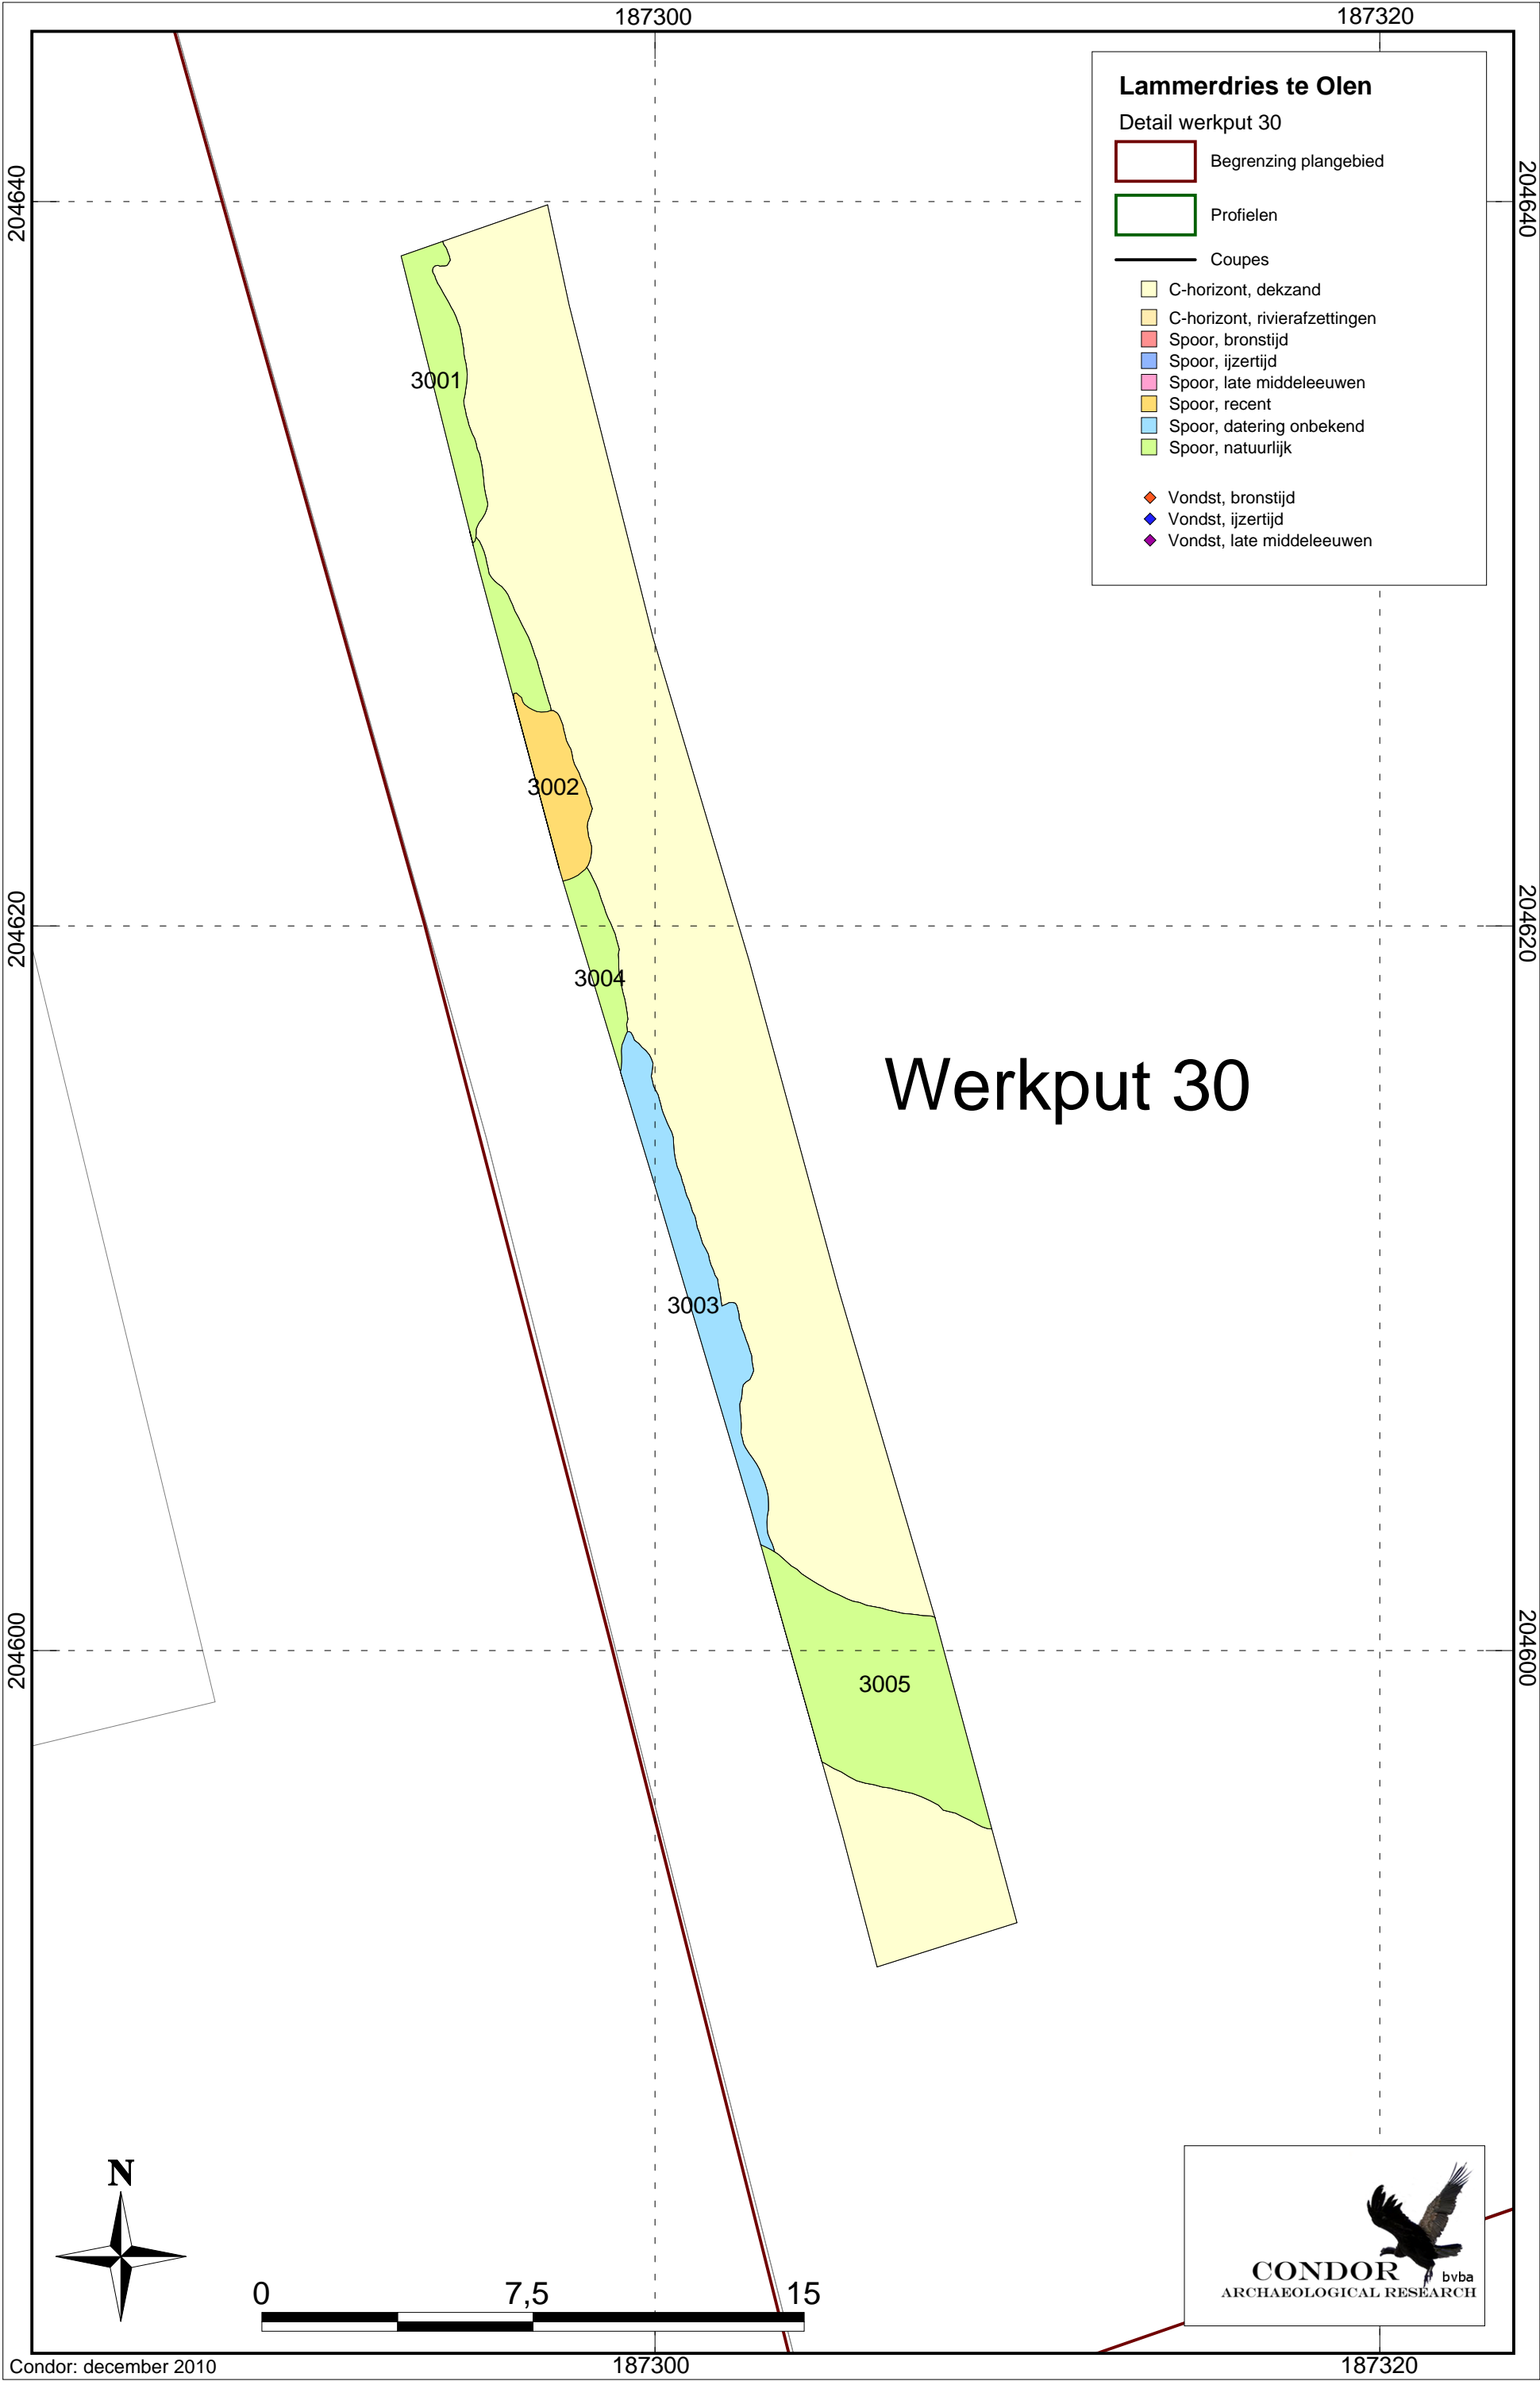 187300
187320
Lammerdries te Olen
Detail werkput 30
Begrenzing plangebied
Profielen
Coupes
C-horizont, dekzand
C-horizont, rivierafzettingen
Spoor, bronstijd
Spoor, ijzertijd
Spoor, late middeleeuwen
Spoor, recent
Spoor, datering onbekend
Spoor, natuurlijk
Vondst, bronstijd
Vondst, ijzertijd
Vondst, late middeleeuwen
204640
204640
3001
3002
204620
204620
3004
Werkput 30
3003
204600
204600
3005
N
0
7,5
15
CONDOR bvba
ARCHAEOLOGICAL RESEARCH
Condor: december 2010
187300
187320